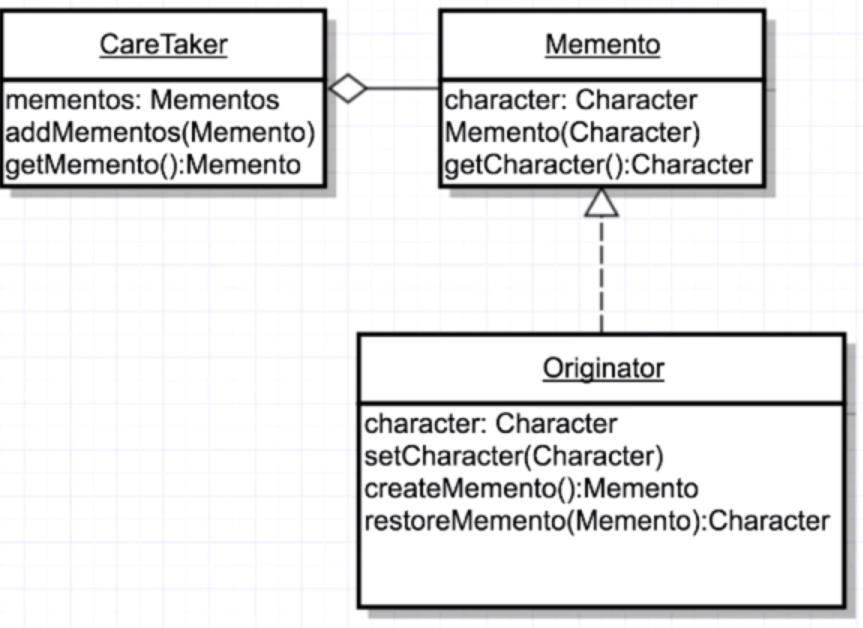 CareTaker
mementos: Mementos
addMementos(Memento)
getMemento():Memento
Memento
character: Character
Memento(Character)
getCharacter():Character
Originator
character: Character
setCharacter(Character)
createMemento():Memento
restoreMemento(Memento):Character